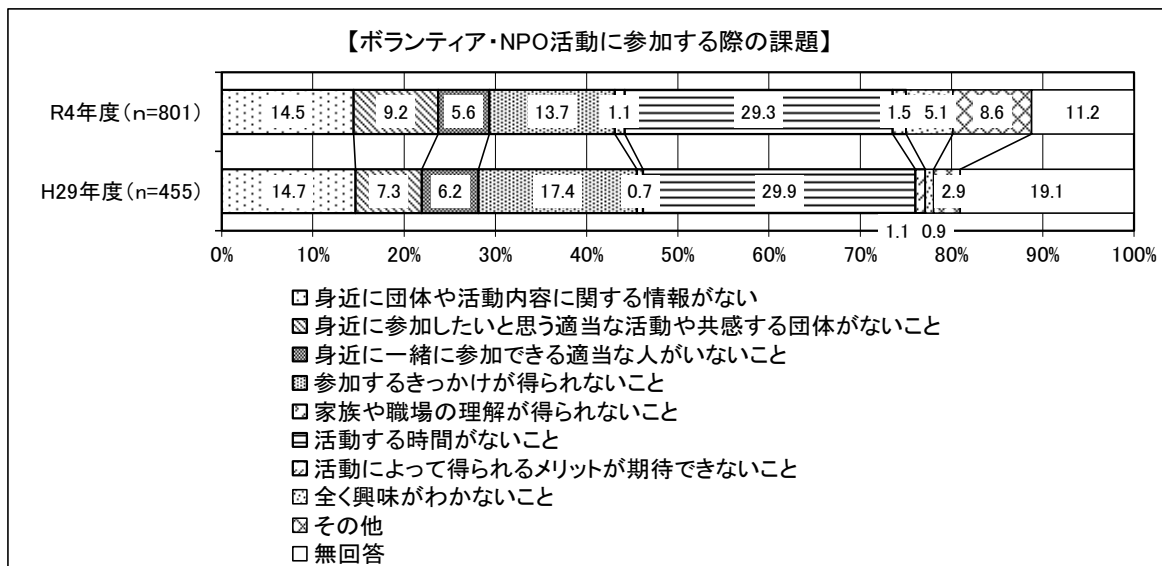 【ボランティア・NPO活動に参加する際の課題】
R4年度(n=801) 14.5 9.2 5.6 13.7 1.1 29.3 1.5 5.1 8.6 11.2
H29年度(n=455) 14.7 7.3 6.2 17.4 0.7 29.9 2.9 19.1
1.1 0.9
0% 10% 20% 30% 40% 50% 60% 70% 80% 90% 100%
身近に団体や活動内容に関する情報がない
身近に参加したいと思う適当な活動や共感する団体がないこと
身近に一緒に参加できる適当な人がいないこと
参加するきっかけが得られないこと
家族や職場の理解が得られないこと
活動する時間がないこと
活動によって得られるメリットが期待できないこと
全く興味がわかないこと
その他
無回答